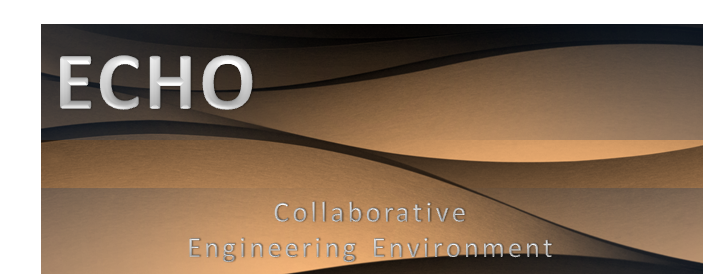 ECHO
Collaborative
Engineering Environment